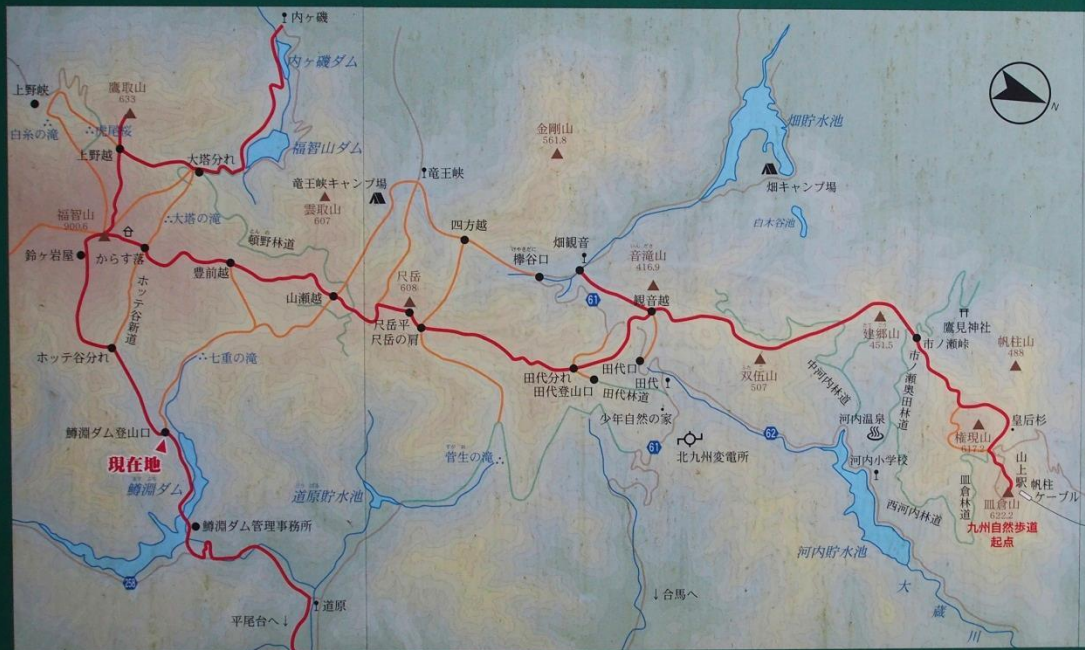 内ヶ磯
内ヶ磯ダム
上野峡
鷹取山
633
白糸の滝
虎尾桜
上野越
大塔分れ
福智山ダム
竜王峡
竜王峡キャンプ場
雲取山
607
金剛山
561.8
畑貯水池
畑キャンプ場
白木谷池
N
福智山
900.6
大塔の滝
頓野林道
四方越
鈴ヶ岩屋
からす落
豊前越
山瀬越
尺岳
608
尺岳平
尺岳の肩
けやきだに
欅谷口
畑観音
61
音滝山
416.9
観音越
ホッテ谷新道
ホッテ谷分れ
七重の滝
田代分れ
田代登山口
田代口
田代
田代林道
少年自然の家
双伍山
507
建郷山
451.5
鷹見神社
市ノ瀬峠
帆柱山
488
中河内林道
市ノ瀬奥田林道
河内温泉
河内小学校
皇后杉
権現山
617.2
山上駅
帆柱
ケーブル
皿倉林道
皿倉山
622.2
九州自然歩道
起点
鱒淵ダム登山口
現在地
鱒淵ダム
道原貯水池
菅生の滝
61
北九州変電所
62
西河内林道
鱒淵ダム管理事務所
河内貯水池
258
道原
平尾台へ↓
↓合馬へ
大蔵川